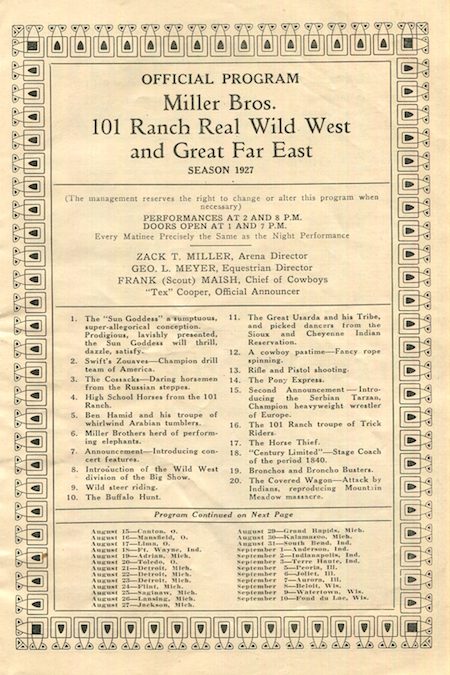 OFFICIAL PROGRAM
Miller Bros.
101 Ranch Real Wild West
and Great Far East
SEASON 1927
(The management reserves the right to change or alter this program when
necessary)
PERFORMANCES AT 2 AND 8 P.M.
DOORS OPEN AT 1 AND 7 P.M.
Every Matinee Precisely the Same as the Night Performance
ZACK T. MILLER, Arena Director
GEO. L. MEYER, Equestrian Director
FRANK (Scout) MAISH, Chief of Cowboys
"Tex" Cooper, Official Announcer
1. The "Sun Goddess" a sumptuous,
super-allegorical conception.
Prodigious, lavishly presented,
the Sun Goddess will thrill,
dazzle, satisfy.
2. Swift's Zouaves—Champion drill
team of America.
3. The Cossacks—Daring horsemen
from the Russian steppes.
4. High School Horses from the 101
Ranch.
5. Ben Hamid and his troupe of
whirlwind Arabian tumblers.
6. Miller Brothers herd of perform-
ing elephants.
7. Announcement—Introducing con-
cert features.
8. Introduction of the Wild West
division of the Big Show.
9. Wild steer riding.
10. The Buffalo Hunt.
11. The Great Usarda and his Tribe,
and picked dancers from the
Sioux and Cheyenne Indian
Reservation.
12. A cowboy pastime—Fancy rope
spinning.
13. Rifle and Pistol shooting.
14. The Pony Express.
15. Second Announcement — Intro-
ducing the Serbian Tarzan,
Champion heavyweight wrestler
of Europe.
16. The 101 Ranch troupe of Trick
Riders.
17. The Horse Thief.
18. "Century Limited"—Stage Coach
of the period 1840.
19. Bronchos and Broncho Busters.
20. The Covered Wagon—Attack by
Indians, reproducing Mountain
Meadow massacre.
Program Continued on Next Page
August 15—Canton, O.
August 16—Mansfield, O.
August 17—Lima, O.
August 18—Ft. Wayne, Ind.
August 19—Adrian, Mich.
August 20—Toledo, O.
August 21—Detroit, Mich.
August 22—Detroit, Mich.
August 23—Detroit, Mich.
August 24—Flint, Mich.
August 25—Saginaw, Mich.
August 26—Lansing, Mich.
August 27—Jackson, Mich.
August 29—Grand Rapids, Mich.
August 30—Kalamazoo, Mich.
August 31—South Bend, Ind.
September 1—Anderson, Ind.
September 2—Indianapolis, Ind.
September 3—Terre Haute, Ind.
September 5—Peoria, Ill.
September 6—Joliet, Ill.
September 7—Aurora, Ill.
September 8—Beloit, Wis.
September 9—Watertown, Wis.
September 10—Fond du Lac, Wis.